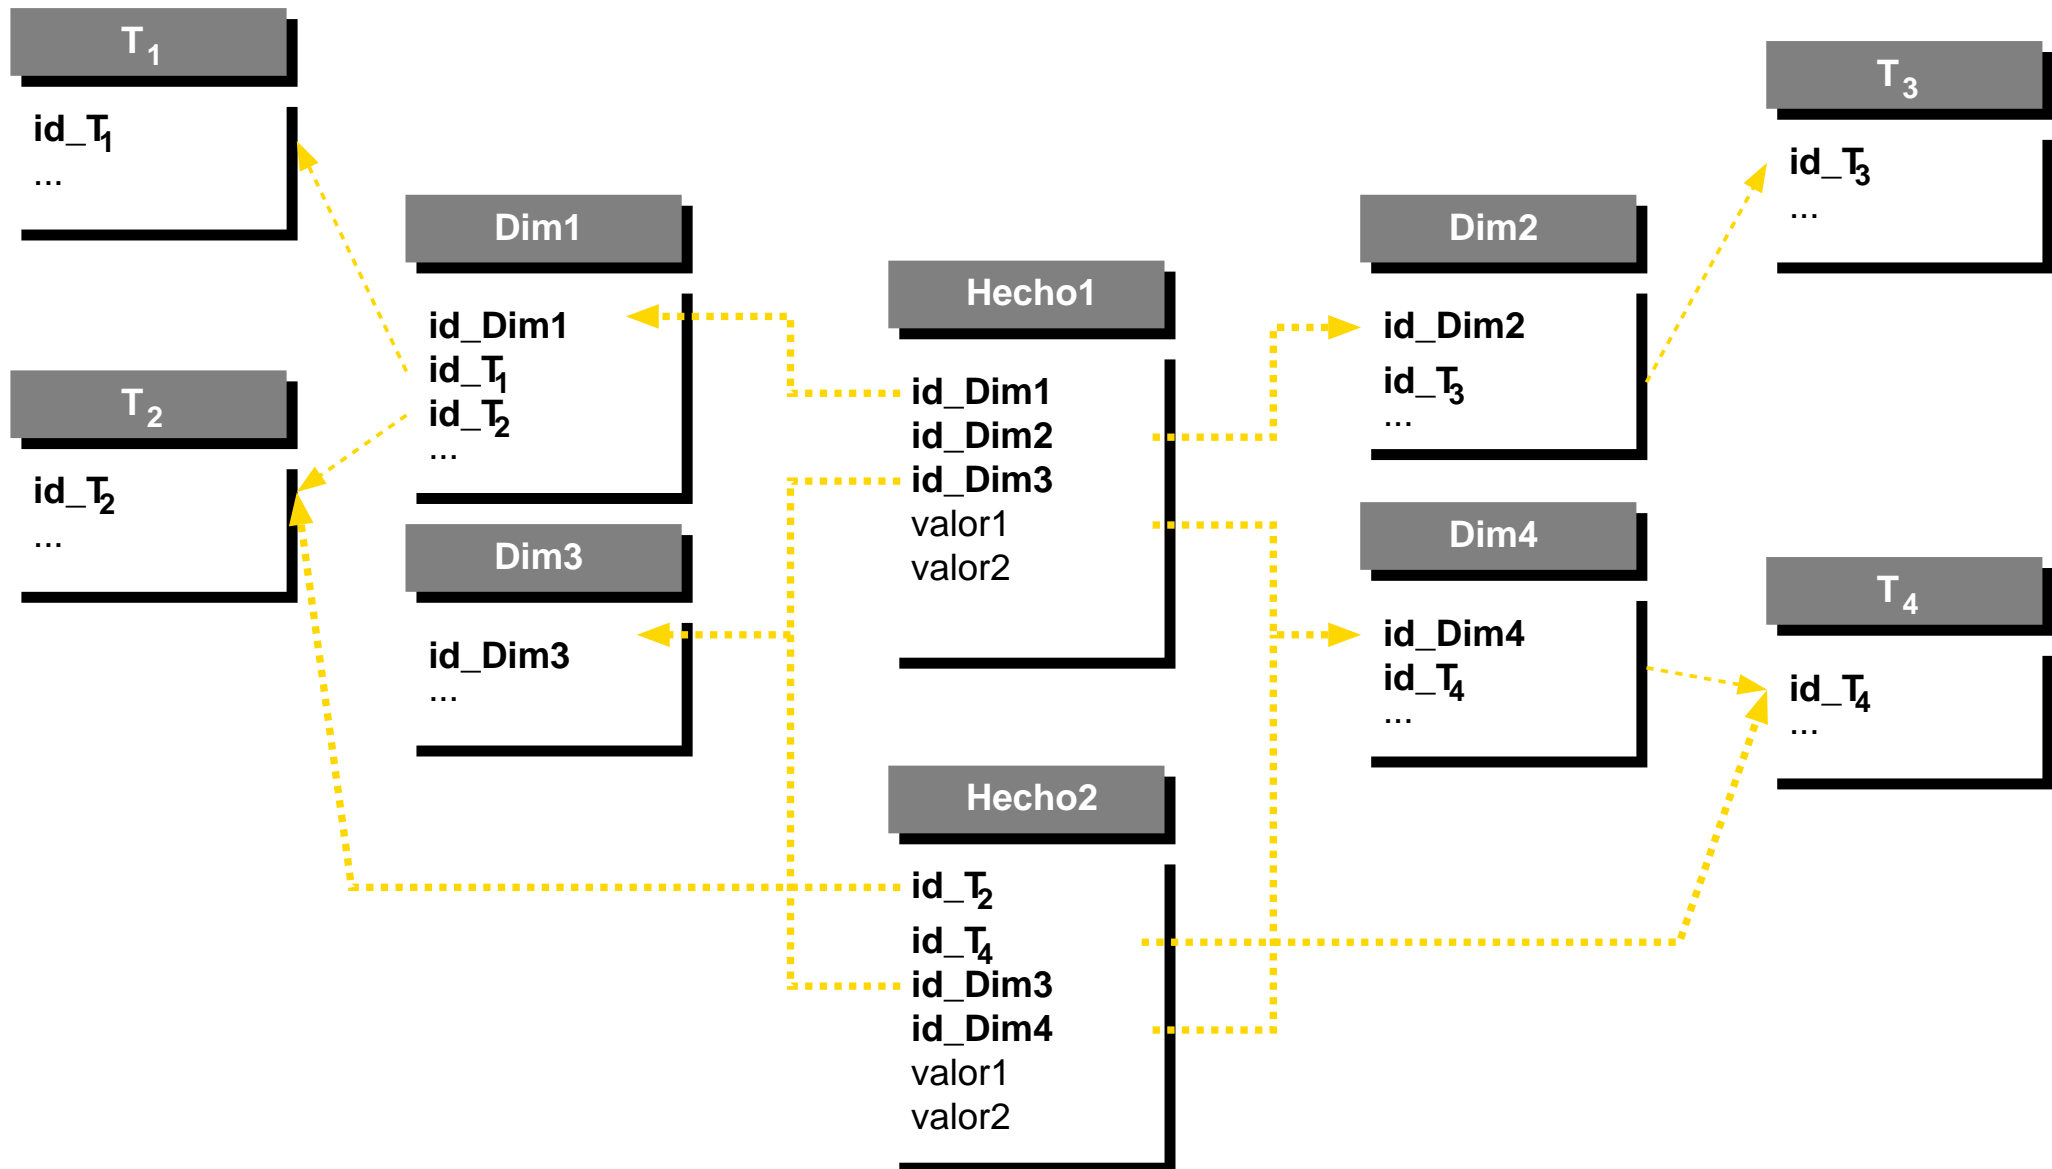 T1
id_T1
...
T2
id_T2
...
Dim1
id_Dim1
id_T1
id_T2
...
Dim3
id_Dim3
...
Hecho1
id_Dim1
id_Dim2
id_Dim3
valor1
valor2
Hecho2
id_T2
id_T4
id_Dim3
id_Dim4
valor1
valor2
Dim2
id_Dim2
id_T3
...
Dim4
id_Dim4
id_T4
...
T3
id_T3
...
T4
id_T4
...